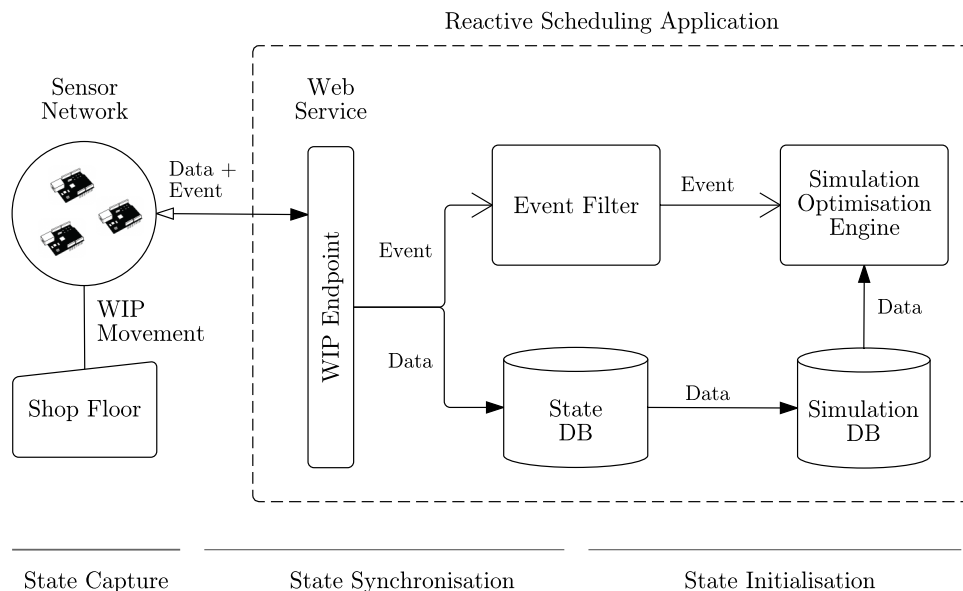 Reactive Scheduling Application
Sensor
Network
Web
Service
Data +
Event
WIP Endpoint
Event Filter
Event
Simulation
Optimisation
Engine
Event
WIP
Movement
Data
Data
Shop Floor
State
DB
Data
Simulation
DB
State Capture
State Synchronisation
State Initialisation